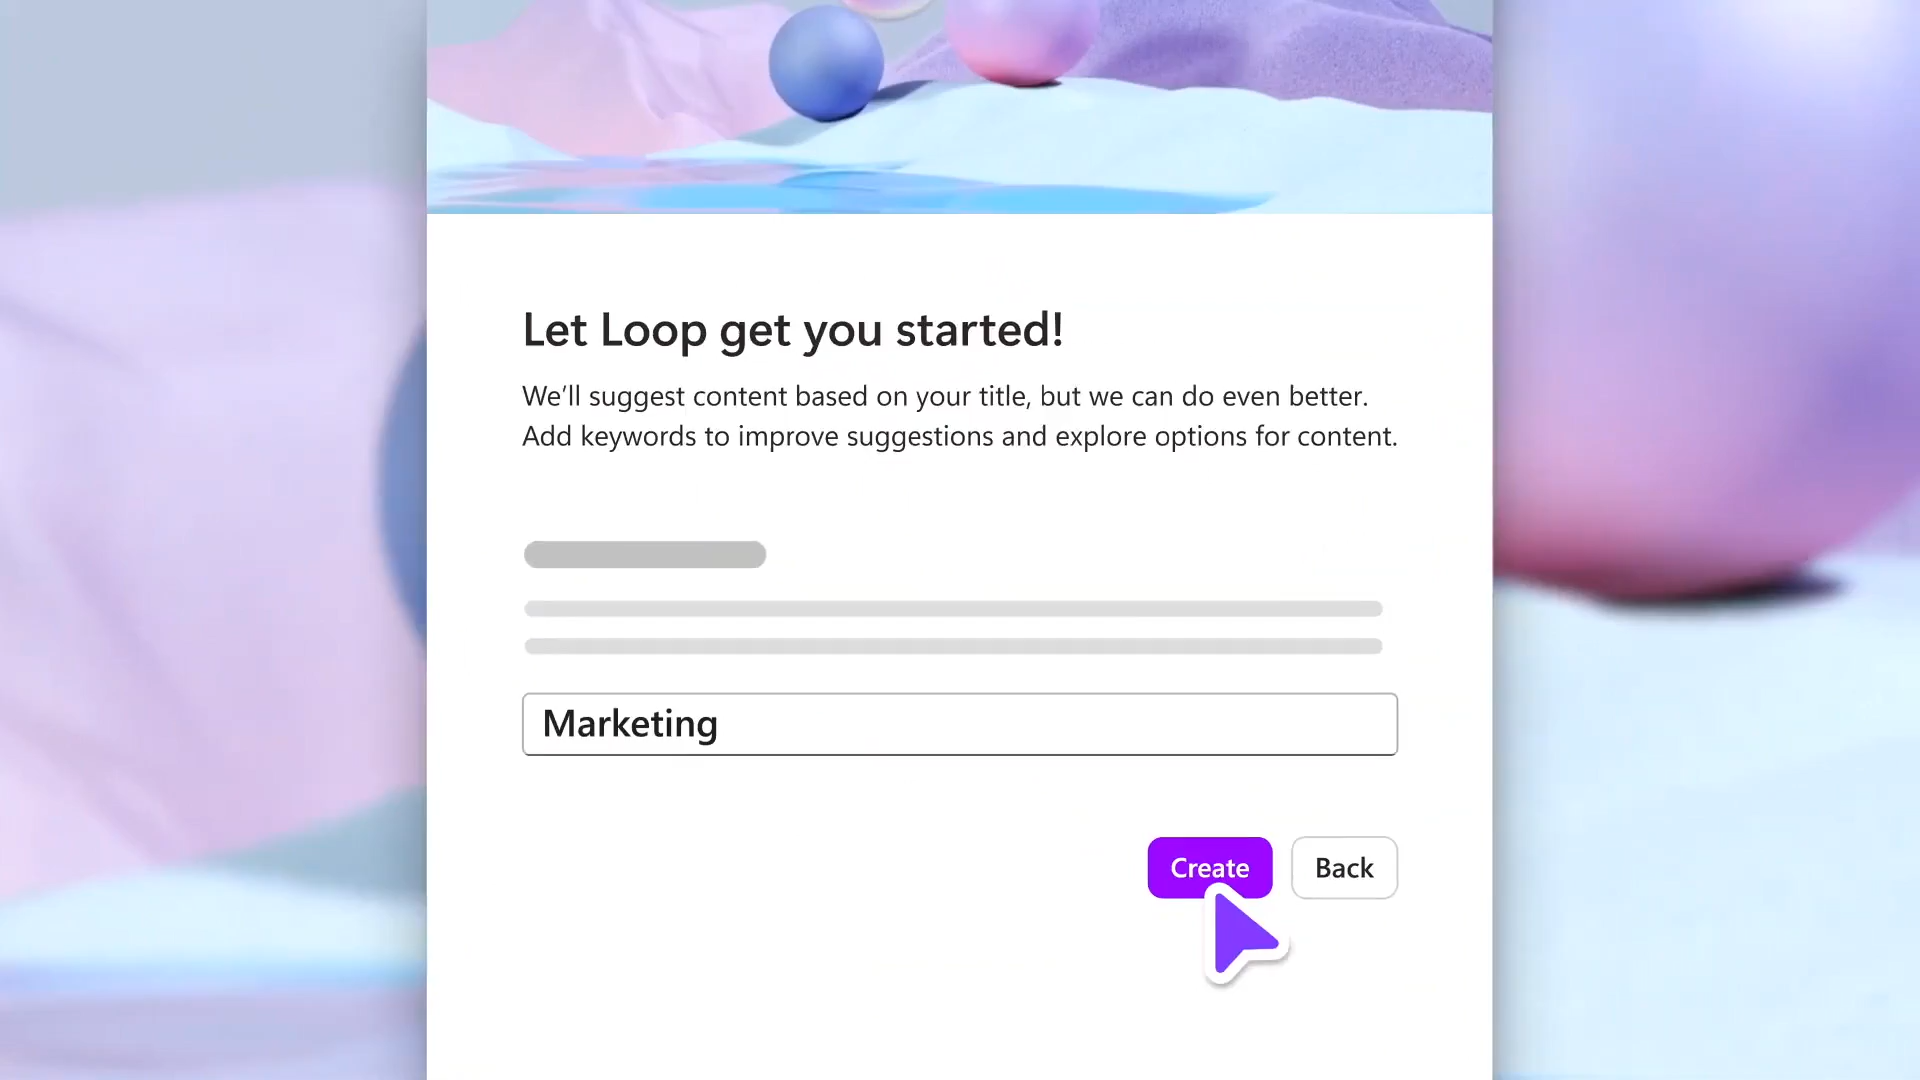 Let Loop get you started!
We’ll suggest content based on your title, but we can do even better.
Add keywords to improve suggestions and explore options for content.
Marketing
Create
Back